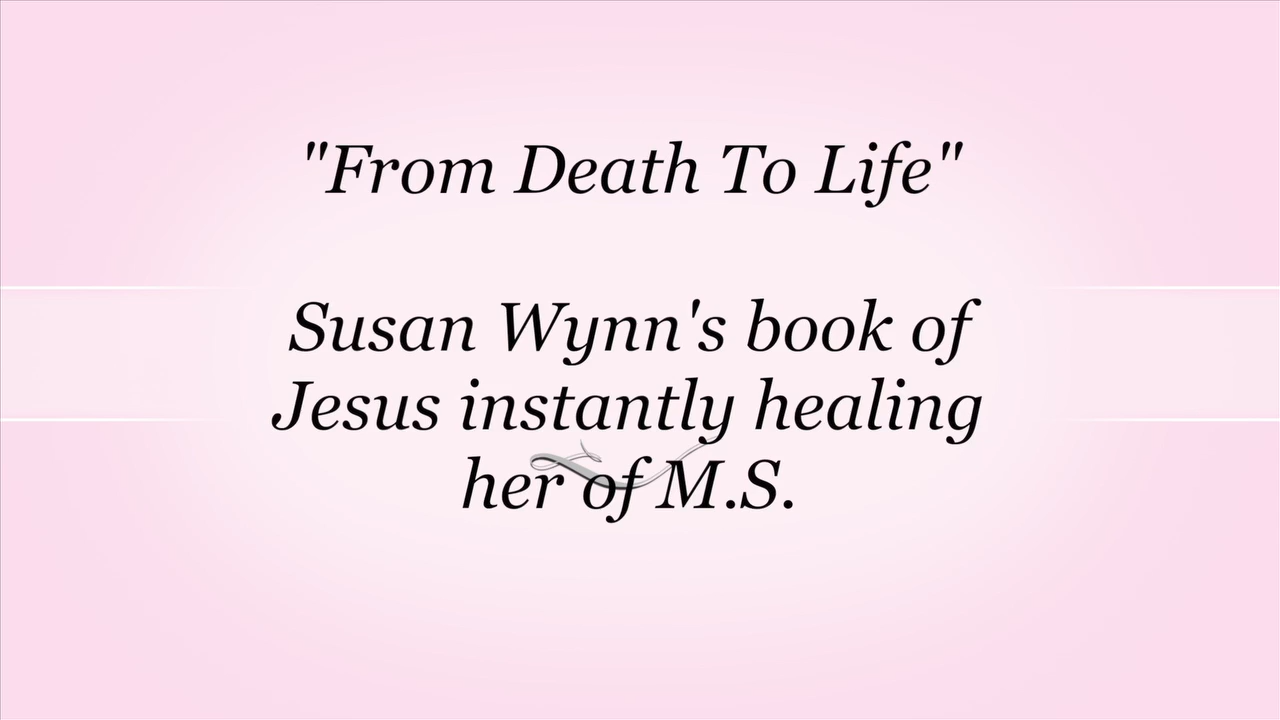 "From Death To Life"
Susan Wynn's book of
Jesus instantly healing
her of M.S.